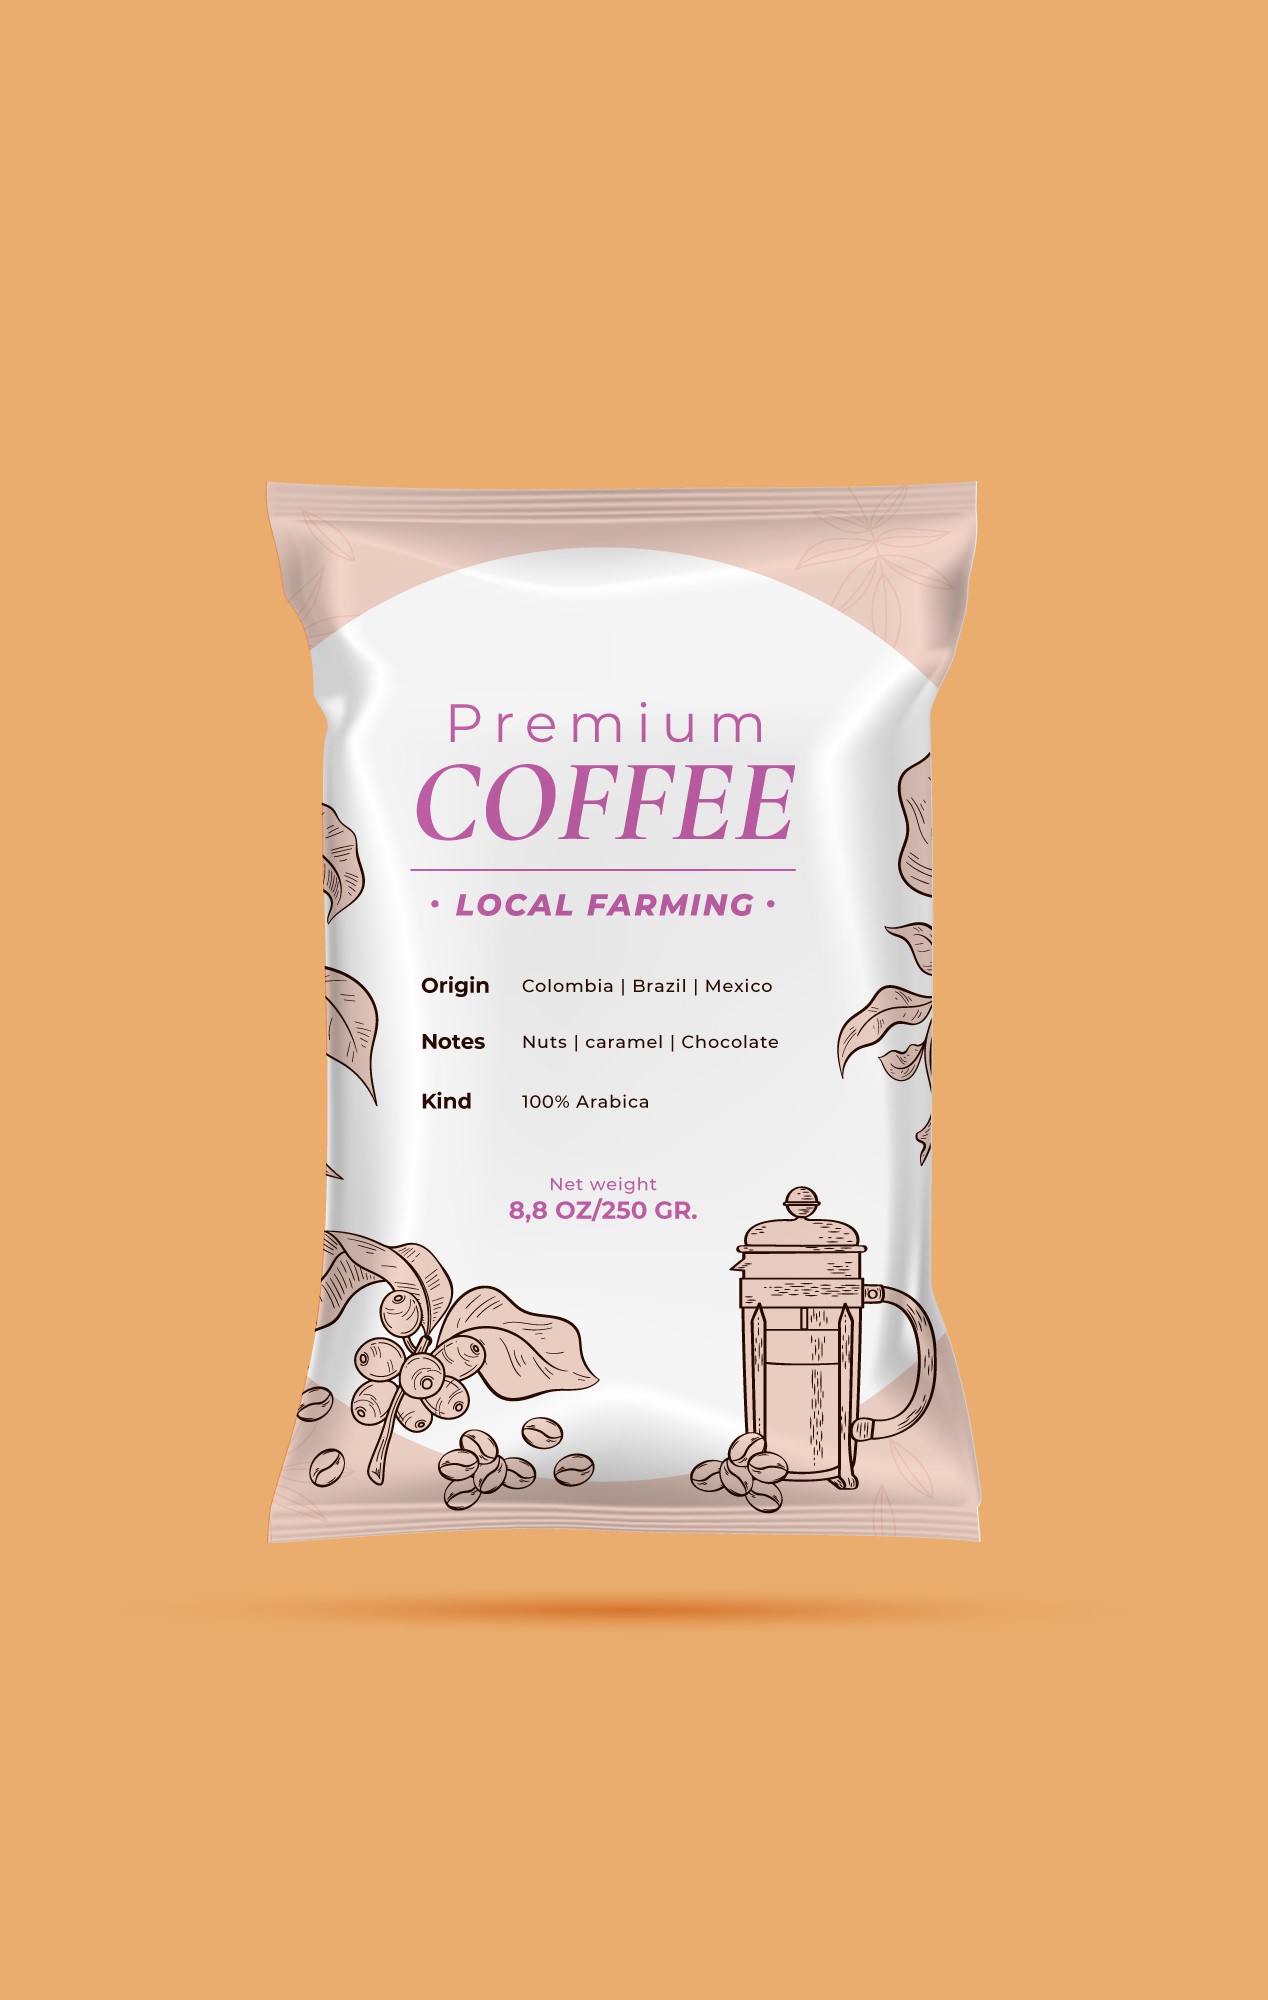 Premium
COFFEE
• LOCAL FARMING •
Origin Colombia | Brazil | Mexico
Notes Nuts | caramel | Chocolate
Kind 100% Arabica
Net weight
8,8 OZ/250 GR.